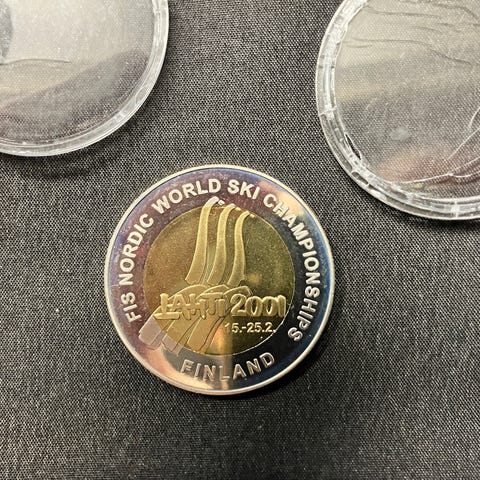 FIS NORDIC WORLD SKI CHAMPIONSHIPS
LAHTI 2001
15.-25.2.
FINLAND